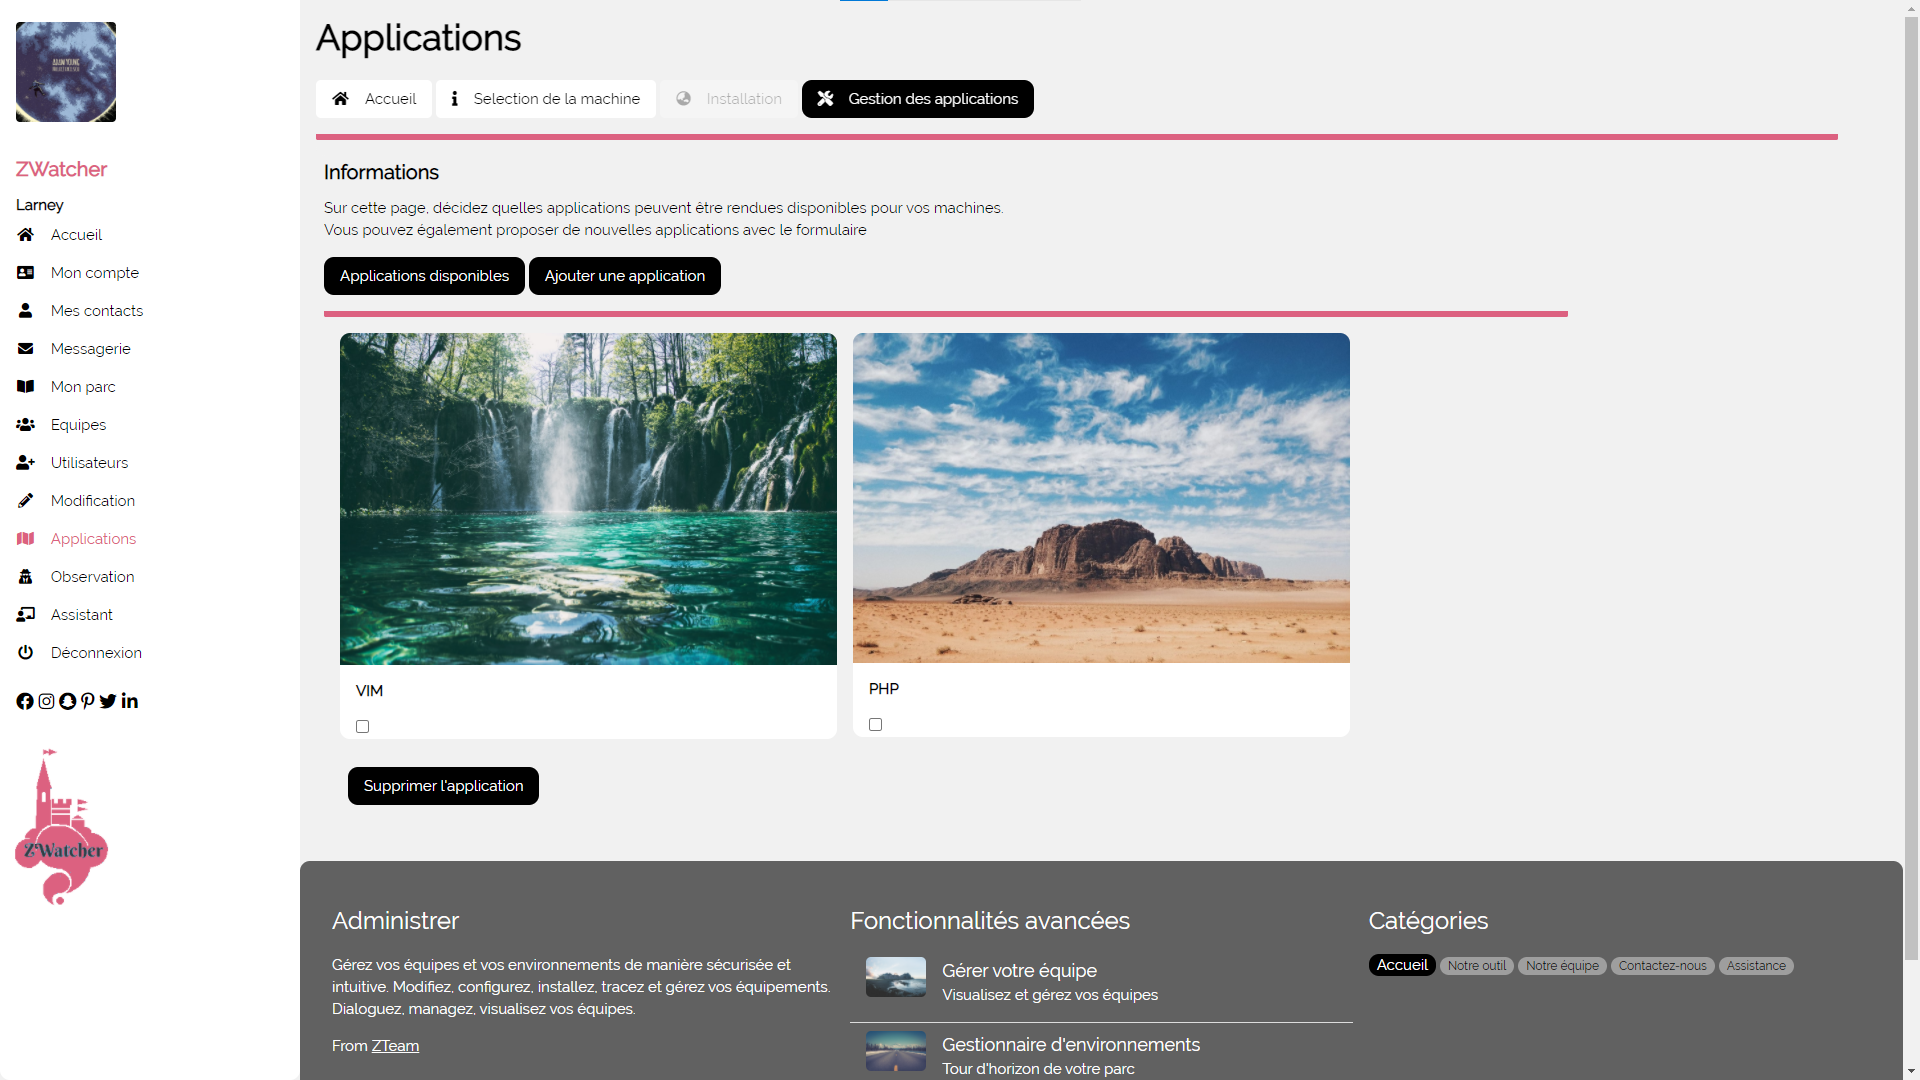 Applications
Accueil
Selection de la machine
Installation
Gestion des applications
ZWatcher
Larney
Accueil
Mon compte
Mes contacts
Messagerie
Mon parc
Equipes
Utilisateurs
Modification
Applications
Observation
Assistant
Déconnexion
ZWatcher
Informations
Sur cette page, décidez quelles applications peuvent être rendues disponibles pour vos machines.
Vous pouvez également proposer de nouvelles applications avec le formulaire
Applications disponibles
Ajouter une application
VIM
PHP
Supprimer l'application
Administrer
Gérez vos équipes et vos environnements de manière sécurisée et
intuitive. Modifiez, configurez, installez, tracez et gérez vos équipements.
Dialoguez, managez, visualisez vos équipes.
From ZTeam
Fonctionnalités avancées
Gérer votre équipe
Visualisez et gérez vos équipes
Gestionnaire d'environnements
Tour d'horizon de votre parc
Catégories
Accueil
Notre outil
Notre équipe
Contactez-nous
Assistance